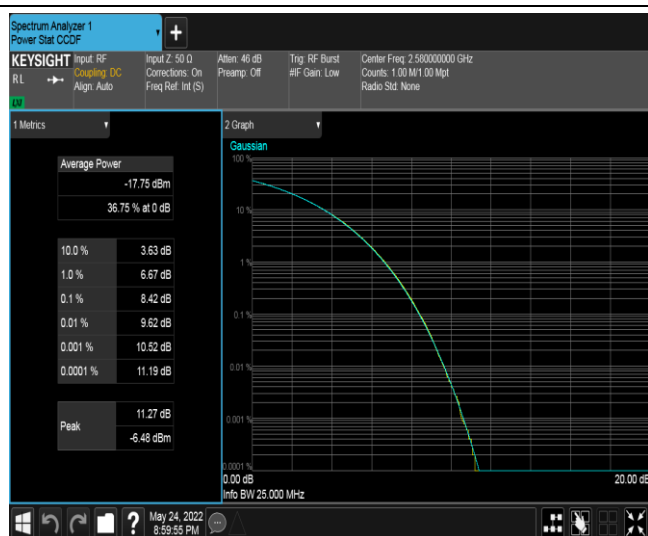 Spectrum Analyzer 1
Power Stat CCDF
+
KEYSIGHT
RL
LM
Input: RF
Coupling: DC
Align: Auto
Input Z: 50 Ω
Corrections: On
Freq Ref: Int (S)
Atten: 46 dB
Preamp: Off
Trig: RF Burst
#IF Gain: Low
Center Freq: 2.580000000 GHz
Counts: 1.00 M/1.00 Mpt
Radio Std: None
1 Metrics
Average Power
-17.75 dBm
36.75 % at 0 dB
10.0 % 3.63 dB
1.0 % 6.67 dB
0.1 % 8.42 dB
0.01 % 9.62 dB
0.001 % 10.52 dB
0.0001 % 11.19 dB
Peak
11.27 dB
-6.48 dBm
2 Graph
Gaussian
100 %
10 %
1 %
0.1 %
0.01 %
0.001 %
0.0001 %
0.00 dB 20.00 dB
Info BW 25.000 MHz
?
May 24, 2022
8:59:55 PM